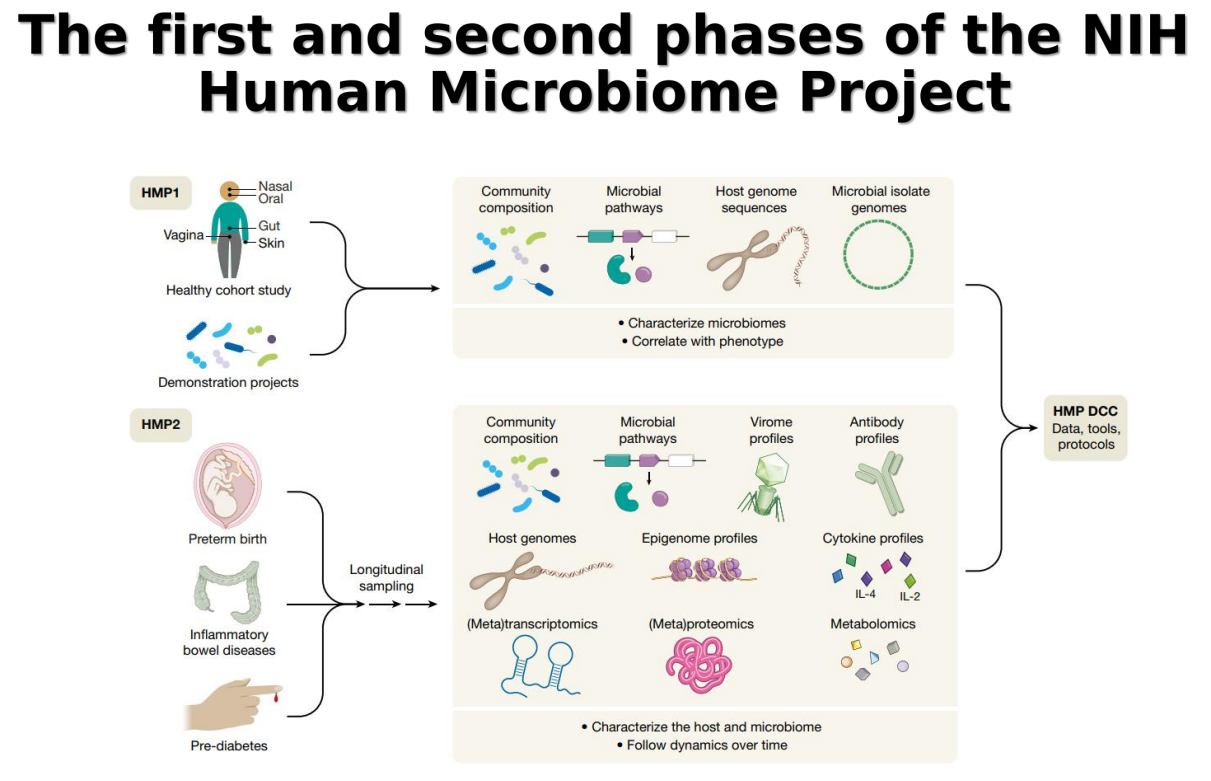 The first and second phases of the NIH
Human Microbiome Project
HMP1
Nasal
Oral
Gut
Vagina
Skin
Healthy cohort study
Demonstration projects
Community
composition
Microbial
pathways
Host genome
sequences
Microbial isolate
genomes
• Characterize microbiomes
• Correlate with phenotype
HMP2
Preterm birth
Inflammatory
bowel diseases
Pre-diabetes
Longitudinal
sampling
Community
composition
Microbial
pathways
Virome
profiles
Antibody
profiles
Host genomes
Epigenome profiles
Cytokine profiles
IL-4
IL-2
(Meta)transcriptomics
(Meta)proteomics
Metabolomics
• Characterize the host and microbiome
• Follow dynamics over time
HMP DCC
Data, tools,
protocols